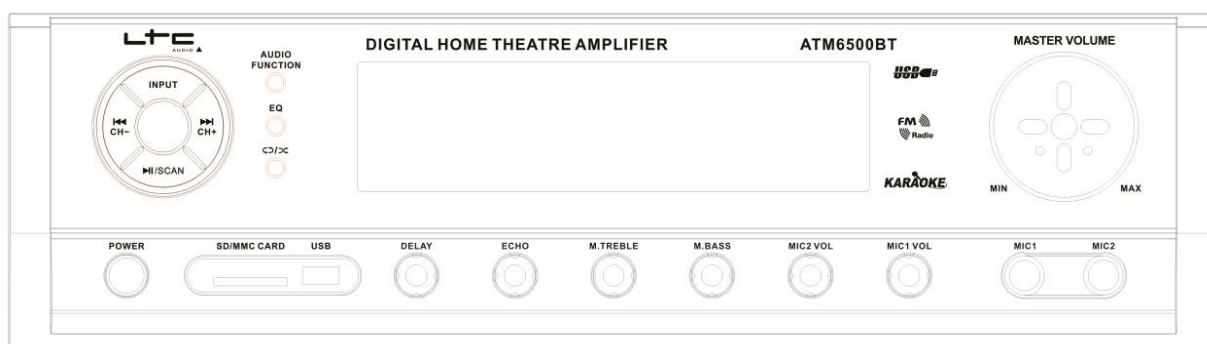 LTC
AUDIO
AUDIO
FUNCTION
EQ
INPUT
CH-
CH+
/SCAN
DIGITAL HOME THEATRE AMPLIFIER
ATM6500BT
USB
FM
Radio
KARAOKE
MASTER VOLUME
MIN
MAX
POWER
SD/MMC CARD
USB
DELAY
ECHO
M.TREBLE
M.BASS
MIC2 VOL
MIC1 VOL
MIC1
MIC2